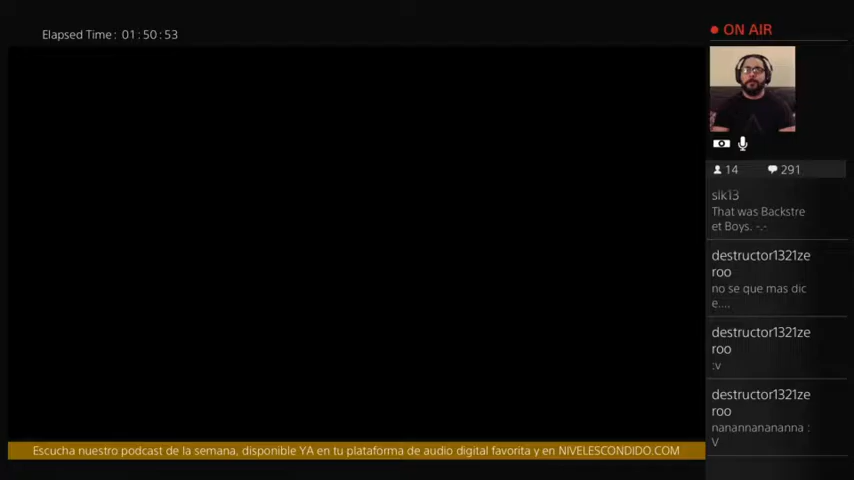 Elapsed Time: 01:50:53
ON AIR
14 291
slk13
That was Backstre
et Boys. -.-
destructor1321ze
roo
no se que mas dic
e....
destructor1321ze
roo
:v
destructor1321ze
roo
nanannanananna :
V
Escucha nuestro podcast de la semana, disponible YA en tu plataforma de audio digital favorita y en NIVELESCONDIDO.COM